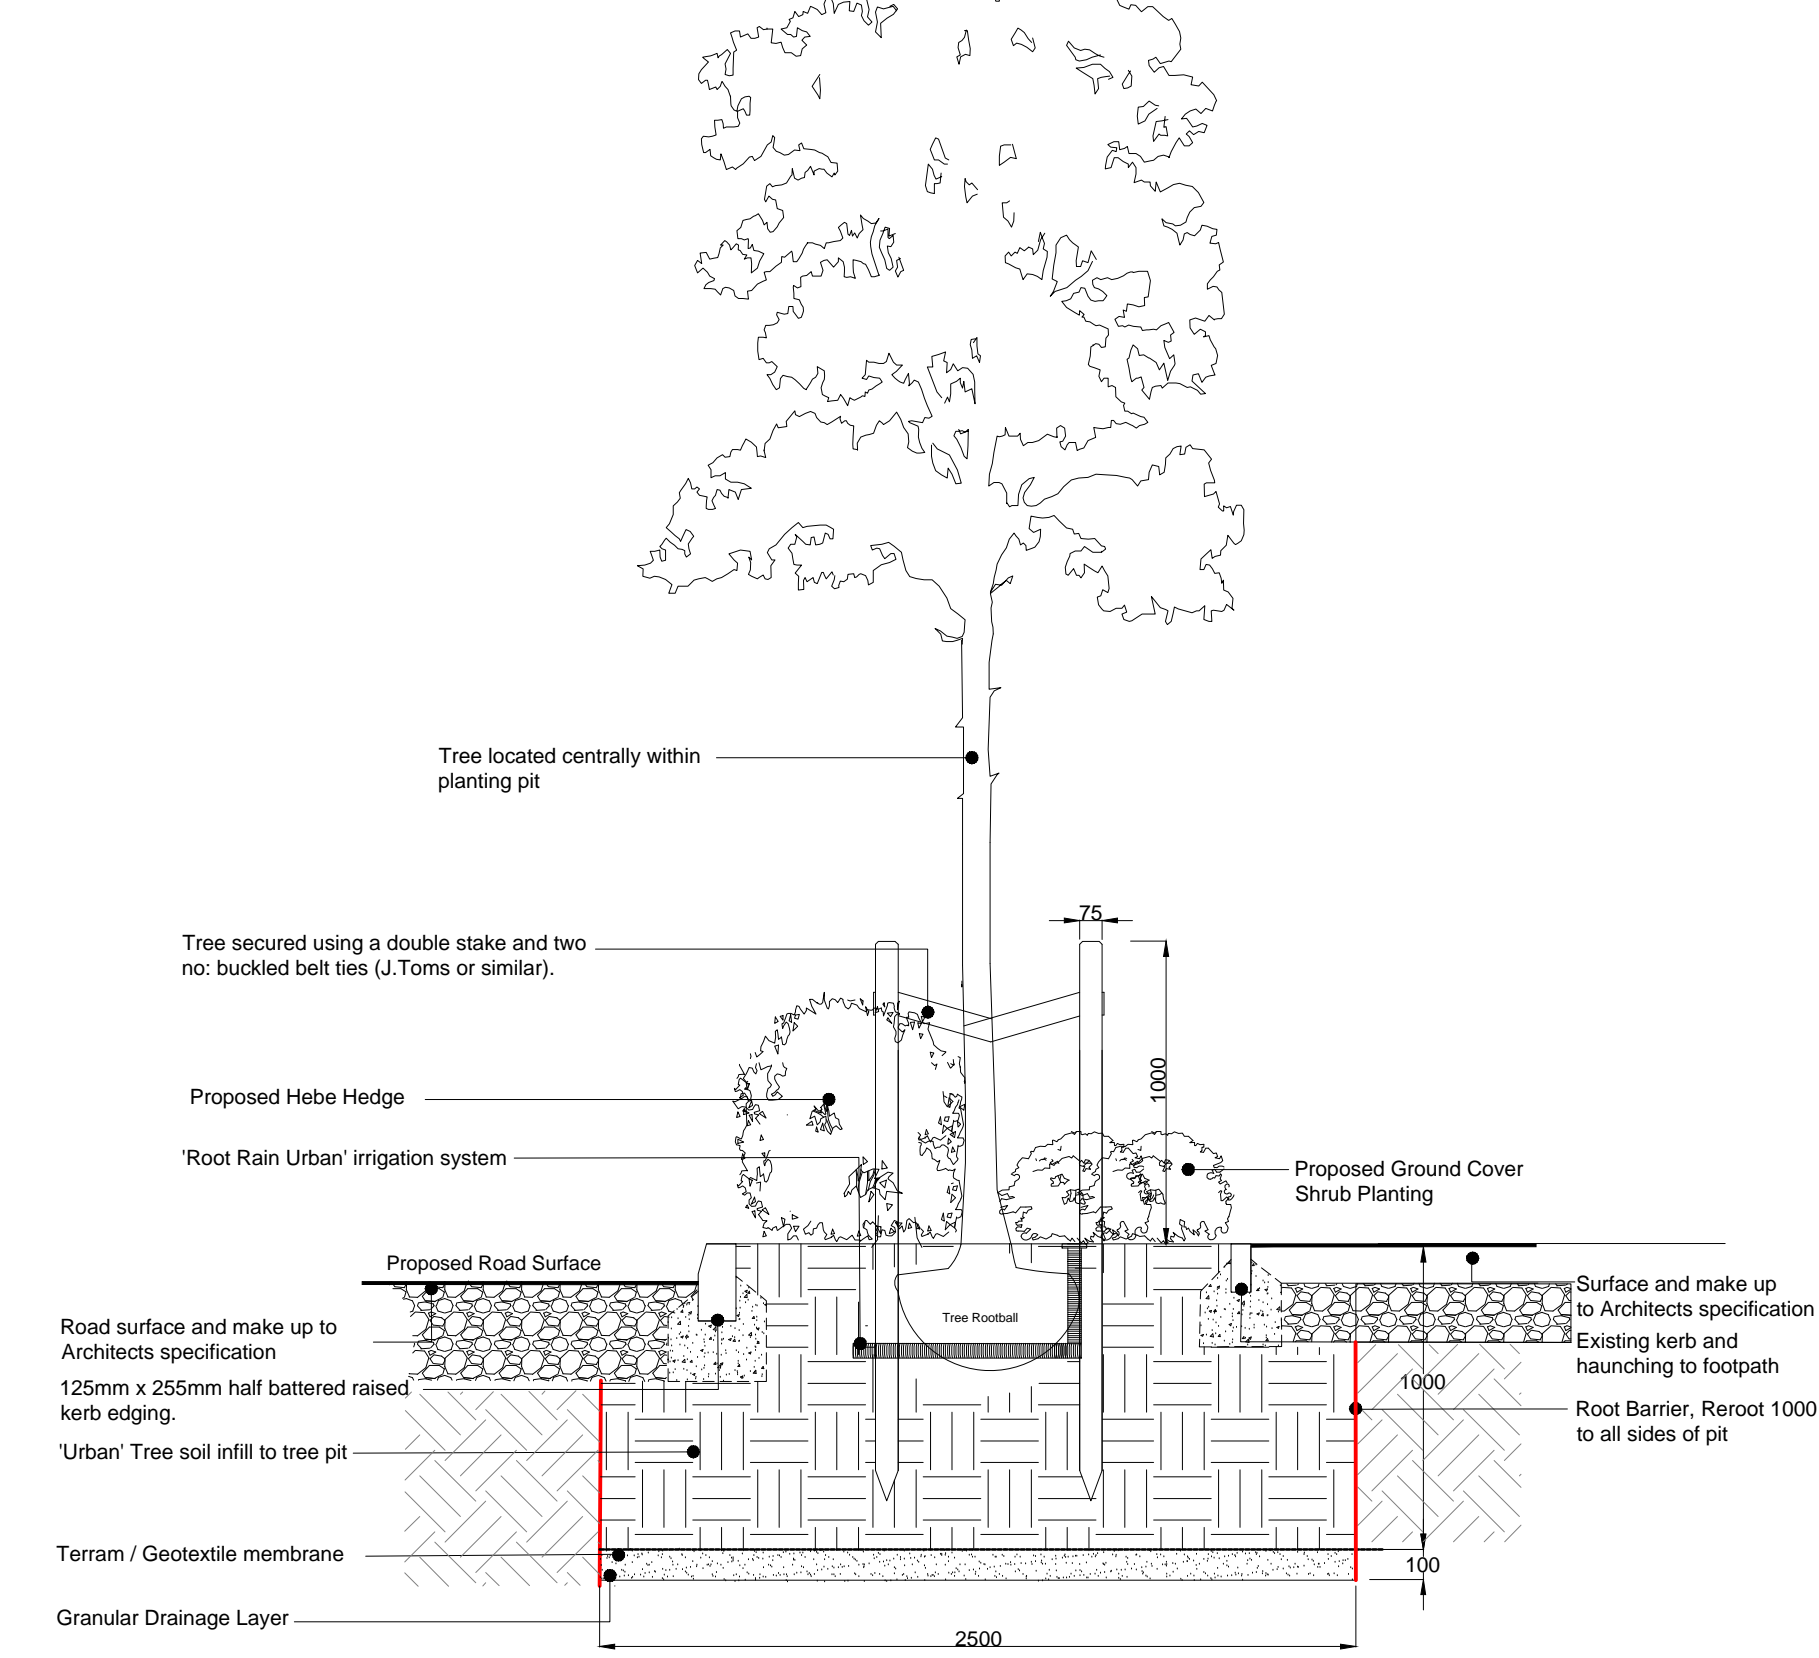 Tree located centrally within
planting pit
75
Tree secured using a double stake and two
no: buckled belt ties (J.Toms or similar).
1000
Proposed Hebe Hedge
'Root Rain Urban' irrigation system
Proposed Ground Cover
Shrub Planting
Proposed Road Surface
Tree Rootball
Surface and make up
to Architects specification
Road surface and make up to
Architects specification
Existing kerb and
haunching to footpath
1000
125mm x 255mm half battered raised
kerb edging.
Root Barrier, Reroot 1000
to all sides of pit
'Urban' Tree soil infill to tree pit
Terram / Geotextile membrane
100
Granular Drainage Layer
2500